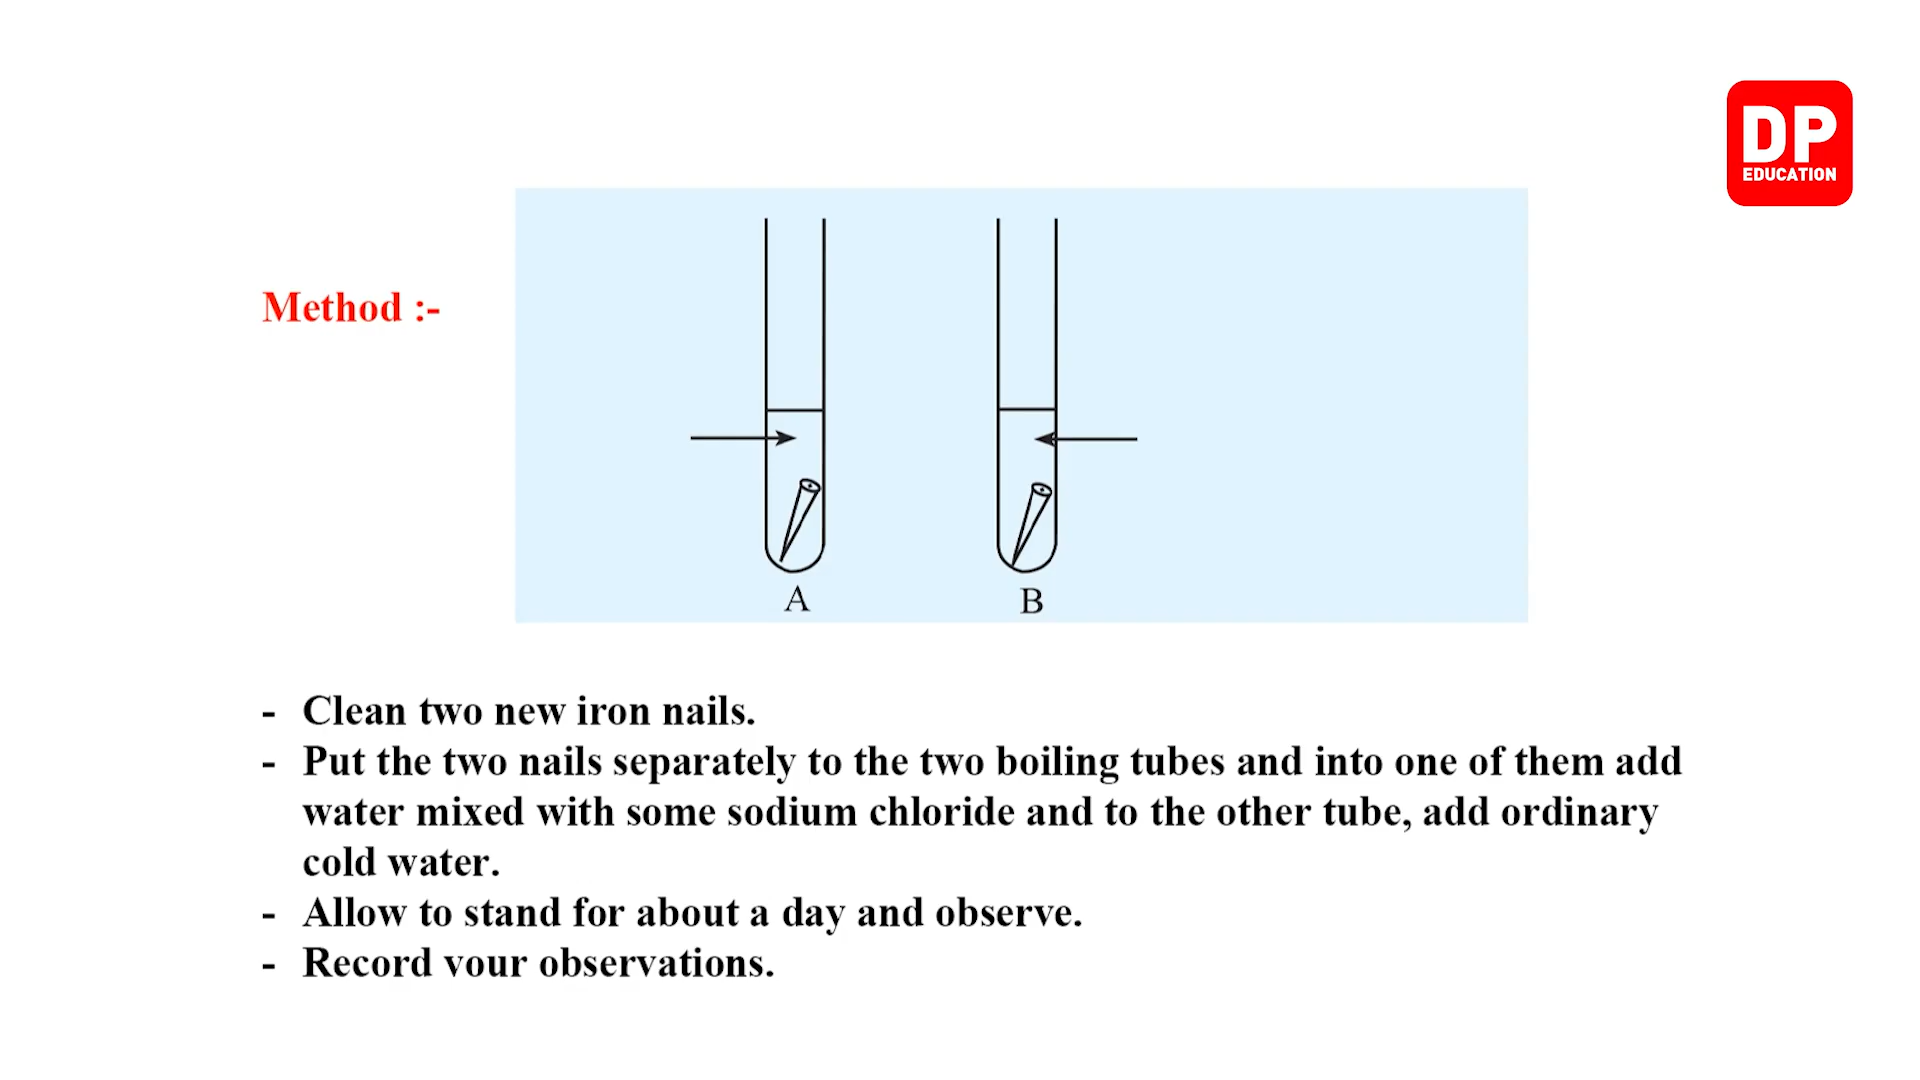 DP
EDUCATION
Method :-
A
B
- Clean two new iron nails.
- Put the two nails separately to the two boiling tubes and into one of them add
water mixed with some sodium chloride and to the other tube, add ordinary
cold water.
- Allow to stand for about a day and observe.
- Record vour observations.